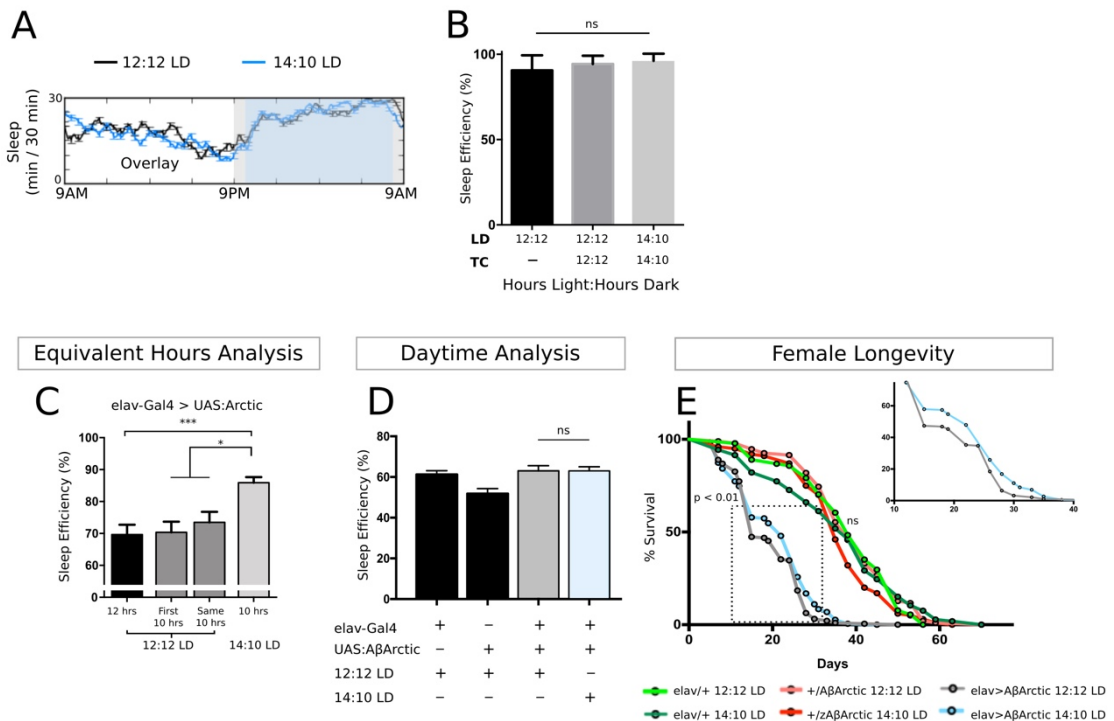 A
12:12 LD
14:10 LD
Sleep
(min / 30 min)
30
0
Overlay
9AM
9PM
9AM
B
ns
Sleep Efficiency (%)
100
50
0
LD 12:12 12:12 14:10
TC – 12:12 14:10
Hours Light:Hours Dark
Equivalent Hours Analysis
C
elav-Gal4 > UAS:Arctic
***
*
Sleep Efficiency (%)
100
90
80
70
60
0
12 hrs First 10 hrs Same 10 hrs 10 hrs
12:12 LD 14:10 LD
Daytime Analysis
D
ns
Sleep Efficiency (%)
80
60
40
20
0
elav-Gal4 + – + +
UAS:AβArctic – + + +
12:12 LD + + + –
14:10 LD – – – +
Female Longevity
E
% Survival
100
50
0
p < 0.01
ns
0 20 40 60
Days
60
40
20
0
10 20 30 40
elav/+ 12:12 LD
+/AβArctic 12:12 LD
elav>AβArctic 12:12 LD
elav/+ 14:10 LD
+/zAβArctic 14:10 LD
elav>AβArctic 14:10 LD